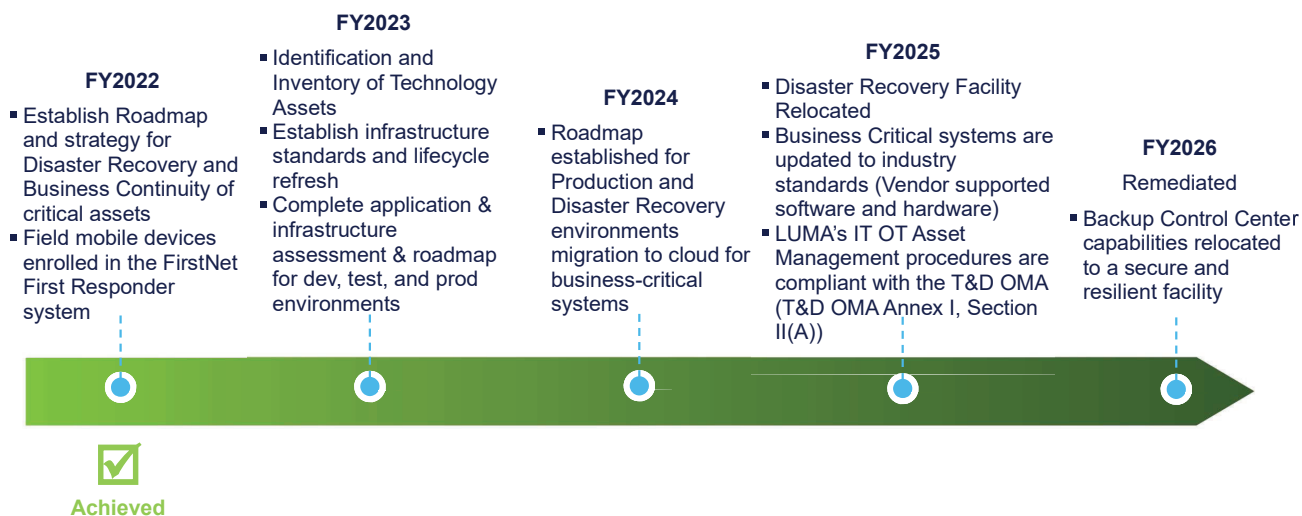 FY2022
▪ Establish Roadmap
and strategy for
Disaster Recovery and
Business Continuity of
critical assets
▪ Field mobile devices
enrolled in the FirstNet
First Responder
system
FY2023
▪ Identification and
Inventory of Technology
Assets
▪ Establish infrastructure
standards and lifecycle
refresh
▪ Complete application &
infrastructure
assessment & roadmap
for dev, test, and prod
environments
FY2024
▪ Roadmap
established for
Production and
Disaster Recovery
environments
migration to cloud for
business-critical
systems
FY2025
▪ Disaster Recovery Facility
Relocated
▪ Business Critical systems are
updated to industry
standards (Vendor supported
software and hardware)
▪ LUMA’s IT OT Asset
Management procedures are
compliant with the T&D OMA
(T&D OMA Annex I, Section
II(A))
FY2026
Remediated
▪ Backup Control Center
capabilities relocated
to a secure and
resilient facility
Achieved